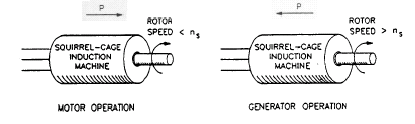 P
ROTOR
SPEED < nₛ
SQUIRREL-CAGE
INDUCTION
MACHINE
MOTOR OPERATION
P
ROTOR
SPEED > nₛ
SQUIRREL-CAGE
INDUCTION
MACHINE
GENERATOR OPERATION